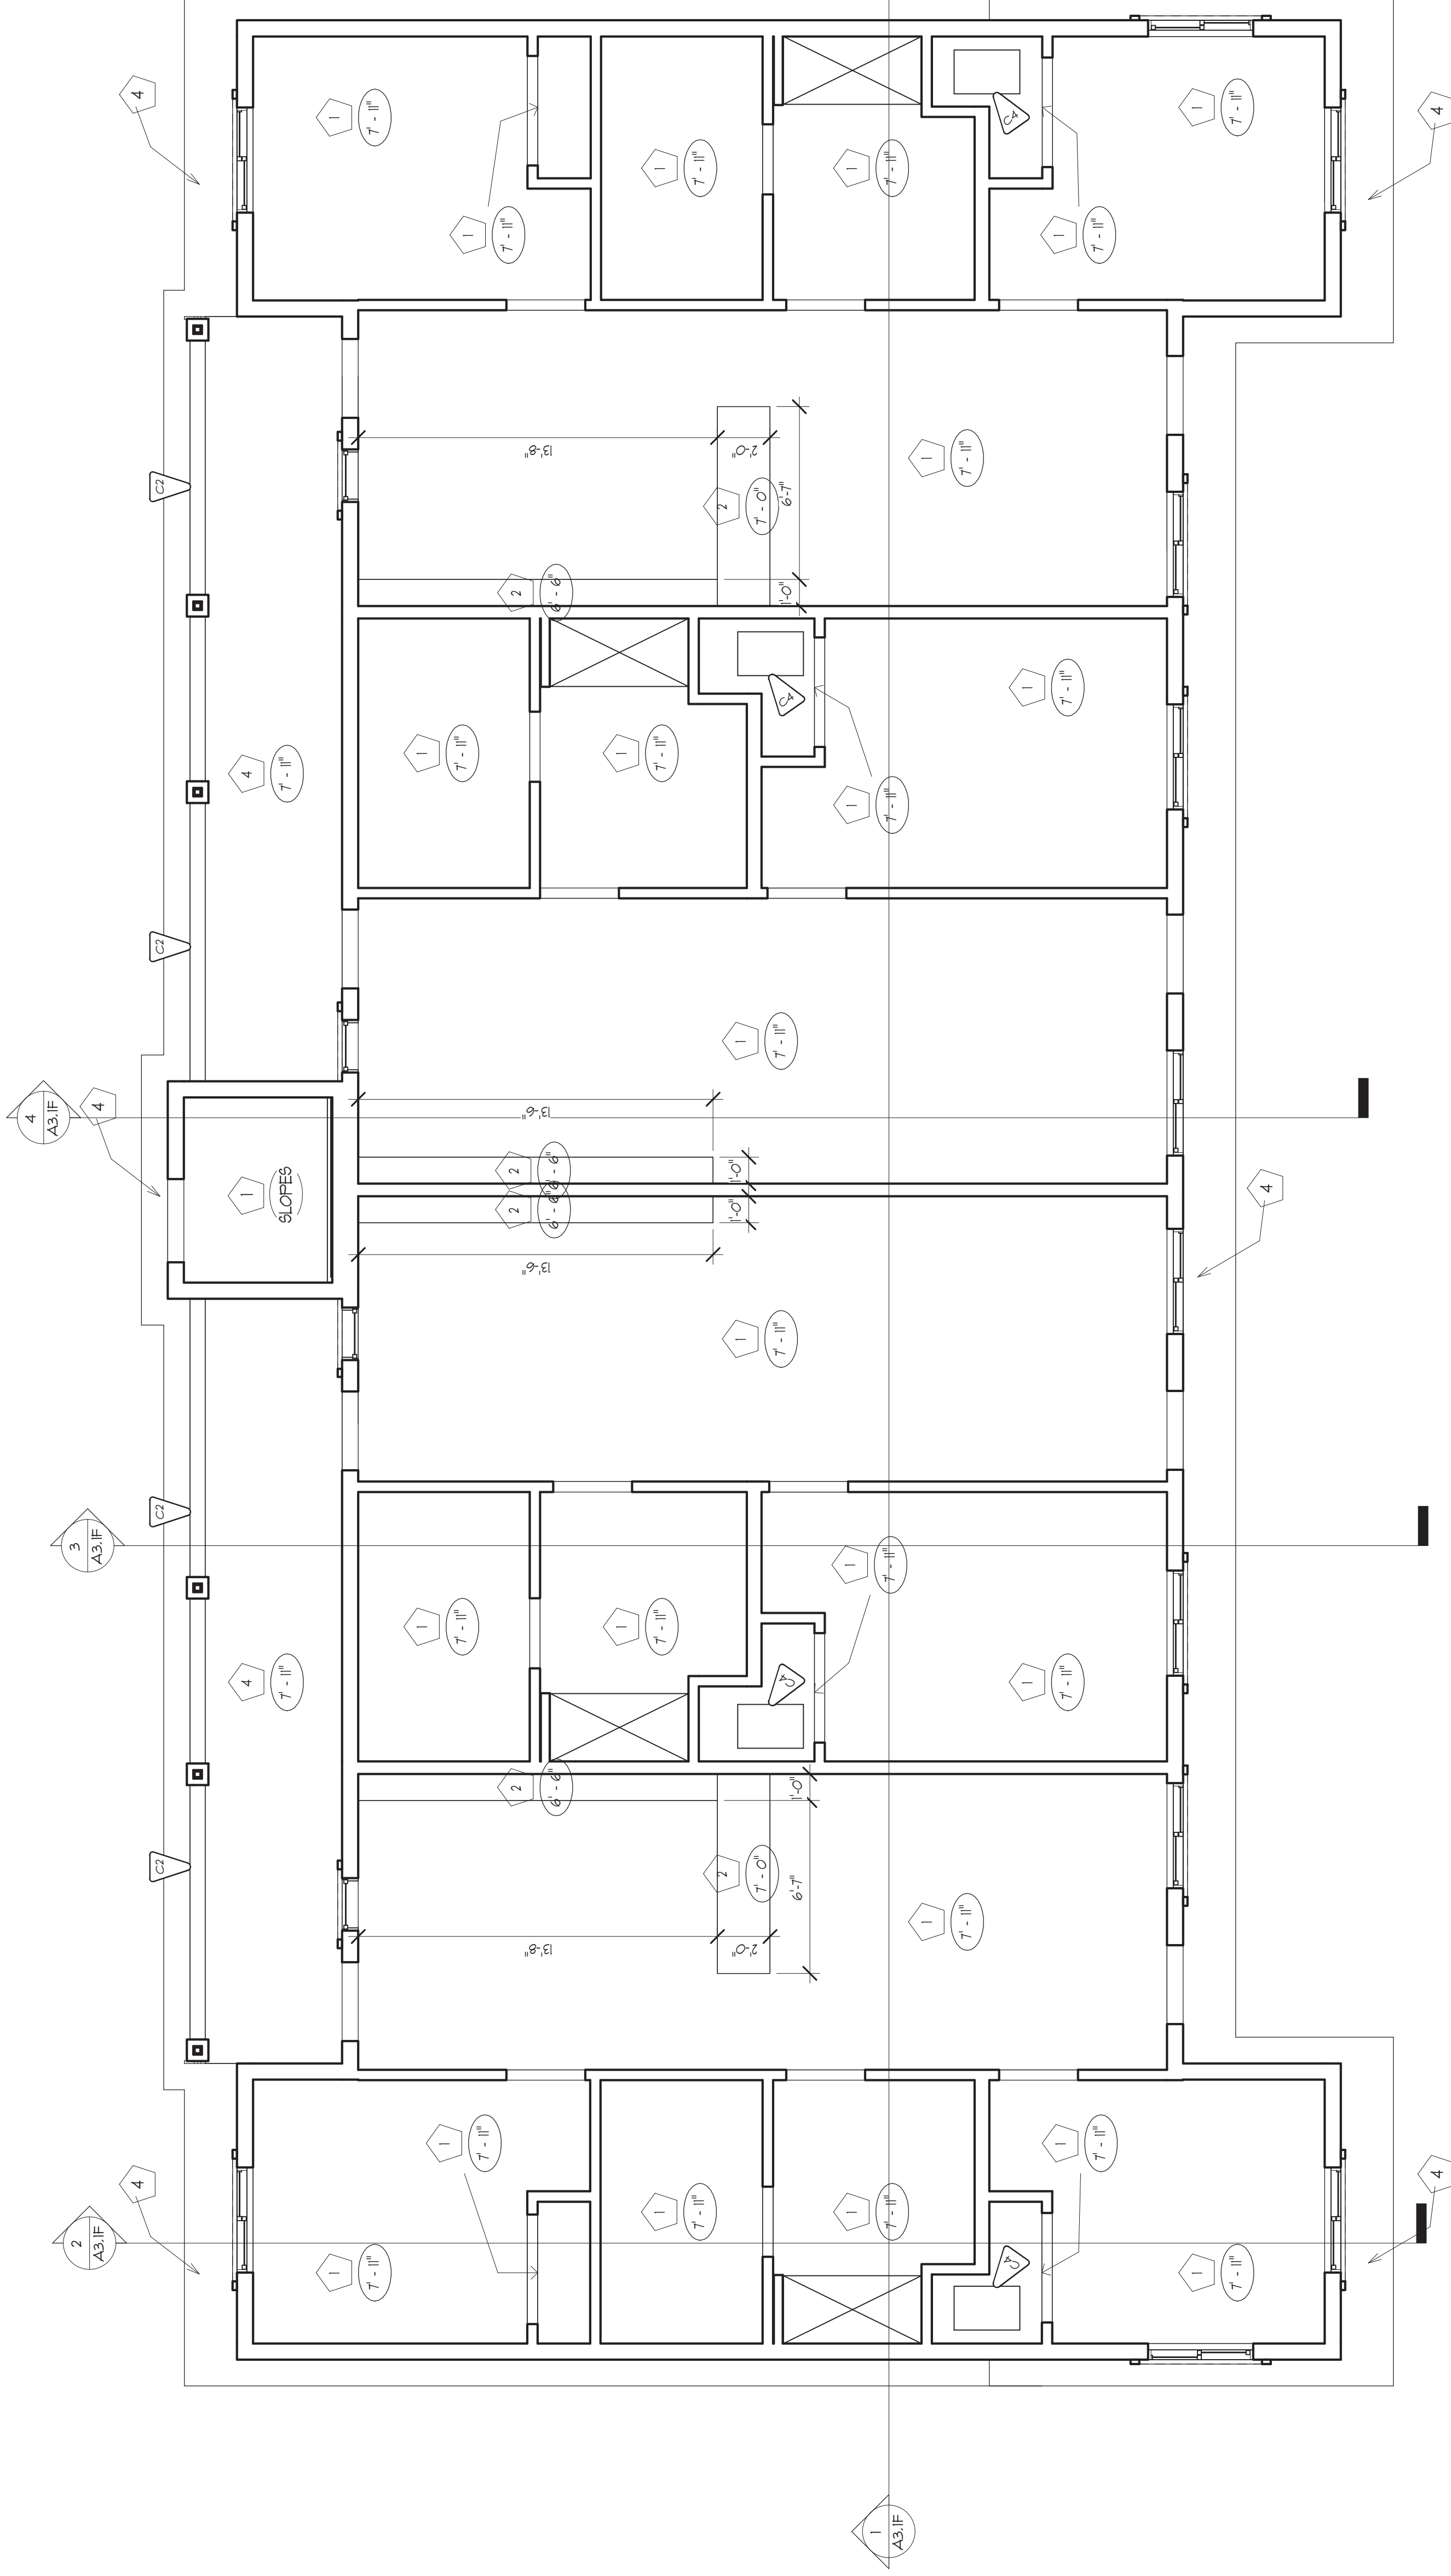 4
4
1
7' - 11"
1
7' - 11"
C4
1
7' - 11"
1
7' - 11"
1
7' - 11"
1
7' - 11"
13'-8"
2'-0"
1
7' - 11"
C2
2
7' - 0"
6'-7"
2
6' - 6"
1'-0"
1
7' - 11"
C4
1
7' - 11"
1
7' - 11"
4
7' - 11"
1
7' - 11"
C2
1
7' - 11"
4
A3.1F
4
13'-6"
2
6' - 6"
1'-0"
1
SLOPES
4
2
6' - 6"
1'-0"
13'-6"
1
7' - 11"
C2
3
A3.1F
1
7' - 11"
1
7' - 11"
1
7' - 11"
4
7' - 11"
1
7' - 11"
C4
2
6' - 6"
1'-0"
C2
2
7' - 0"
6'-7"
1
7' - 11"
13'-8"
2'-0"
1
7' - 11"
1
7' - 11"
4
4
1
7' - 11"
1
7' - 11"
2
A3.1F
C4
1
7' - 11"
1
7' - 11"
1
A3.1F